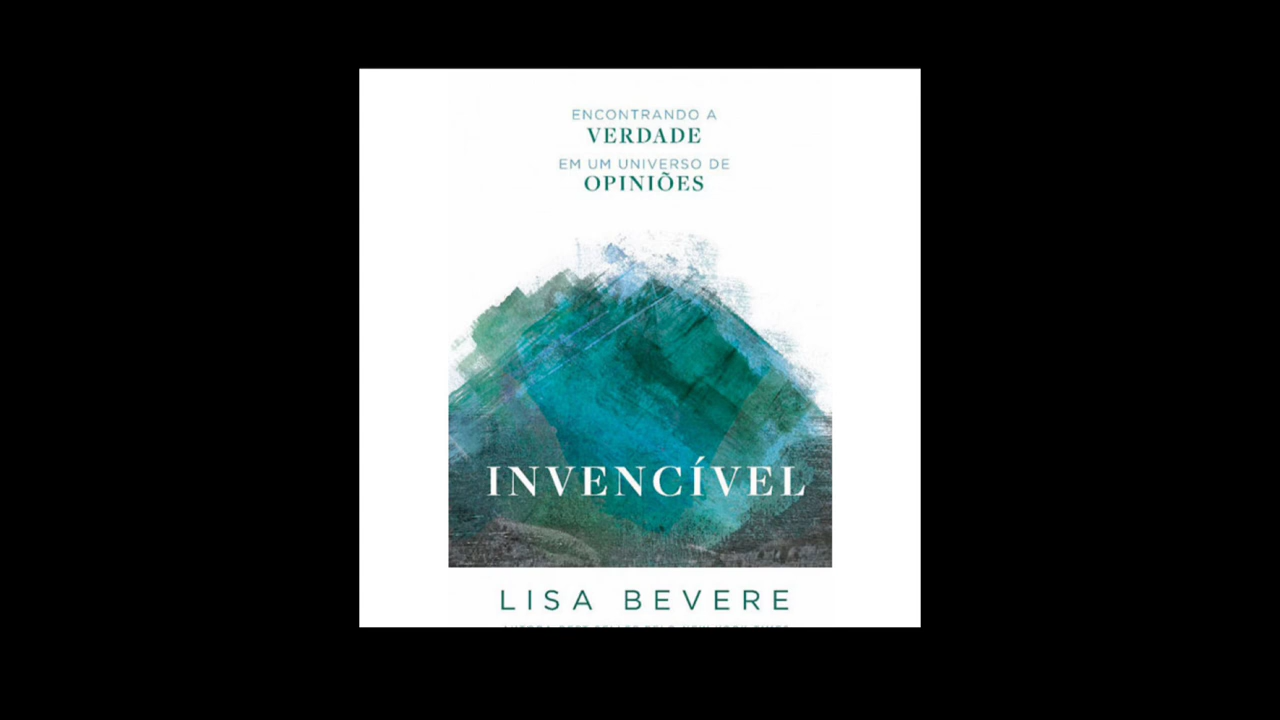 ENCONTRANDO A
VERDADE
EM UM UNIVERSO DE
OPINIÕES
INVENCÍVEL
LISA BEVERE